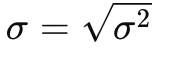 σ = √σ²